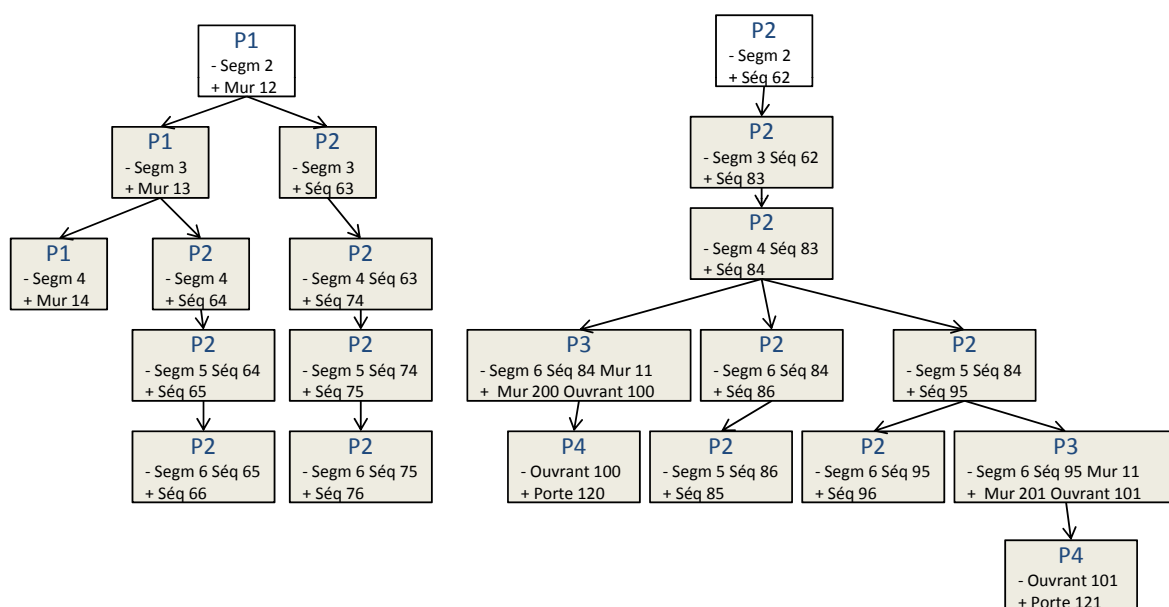 P1
- Segm 2
+ Mur 12
P2
- Segm 2
+ Séq 62
P1
- Segm 3
+ Mur 13
P2
- Segm 3
+ Séq 63
P2
- Segm 3 Séq 62
+ Séq 83
P1
- Segm 4
+ Mur 14
P2
- Segm 4
+ Séq 64
P2
- Segm 4 Séq 63
+ Séq 74
P2
- Segm 4 Séq 83
+ Séq 84
P2
- Segm 5 Séq 64
+ Séq 65
P2
- Segm 5 Séq 74
+ Séq 75
P3
- Segm 6 Séq 84 Mur 11
+ Mur 200 Ouvrant 100
P2
- Segm 6 Séq 84
+ Séq 86
P2
- Segm 5 Séq 84
+ Séq 95
P2
- Segm 6 Séq 65
+ Séq 66
P2
- Segm 6 Séq 75
+ Séq 76
P4
- Ouvrant 100
+ Porte 120
P2
- Segm 5 Séq 86
+ Séq 85
P2
- Segm 6 Séq 95
+ Séq 96
P3
- Segm 6 Séq 95 Mur 11
+ Mur 201 Ouvrant 101
P4
- Ouvrant 101
+ Porte 121